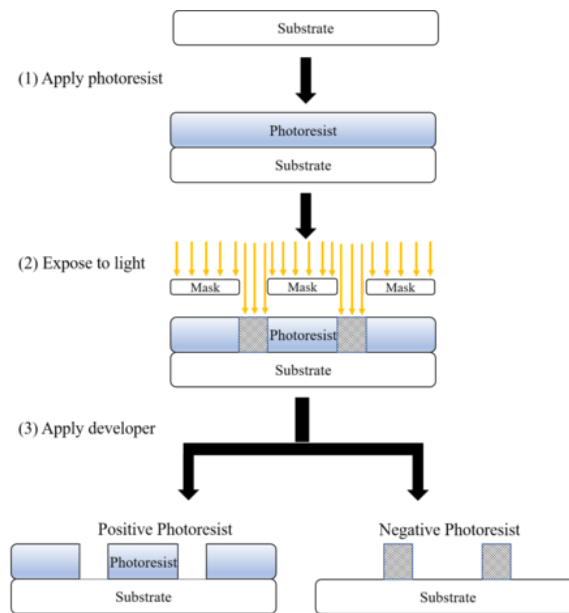 Substrate
(1) Apply photoresist
Photoresist
Substrate
(2) Expose to light
Mask Mask Mask
Photoresist
Substrate
(3) Apply developer
Positive Photoresist
Photoresist
Substrate
Negative Photoresist
Substrate